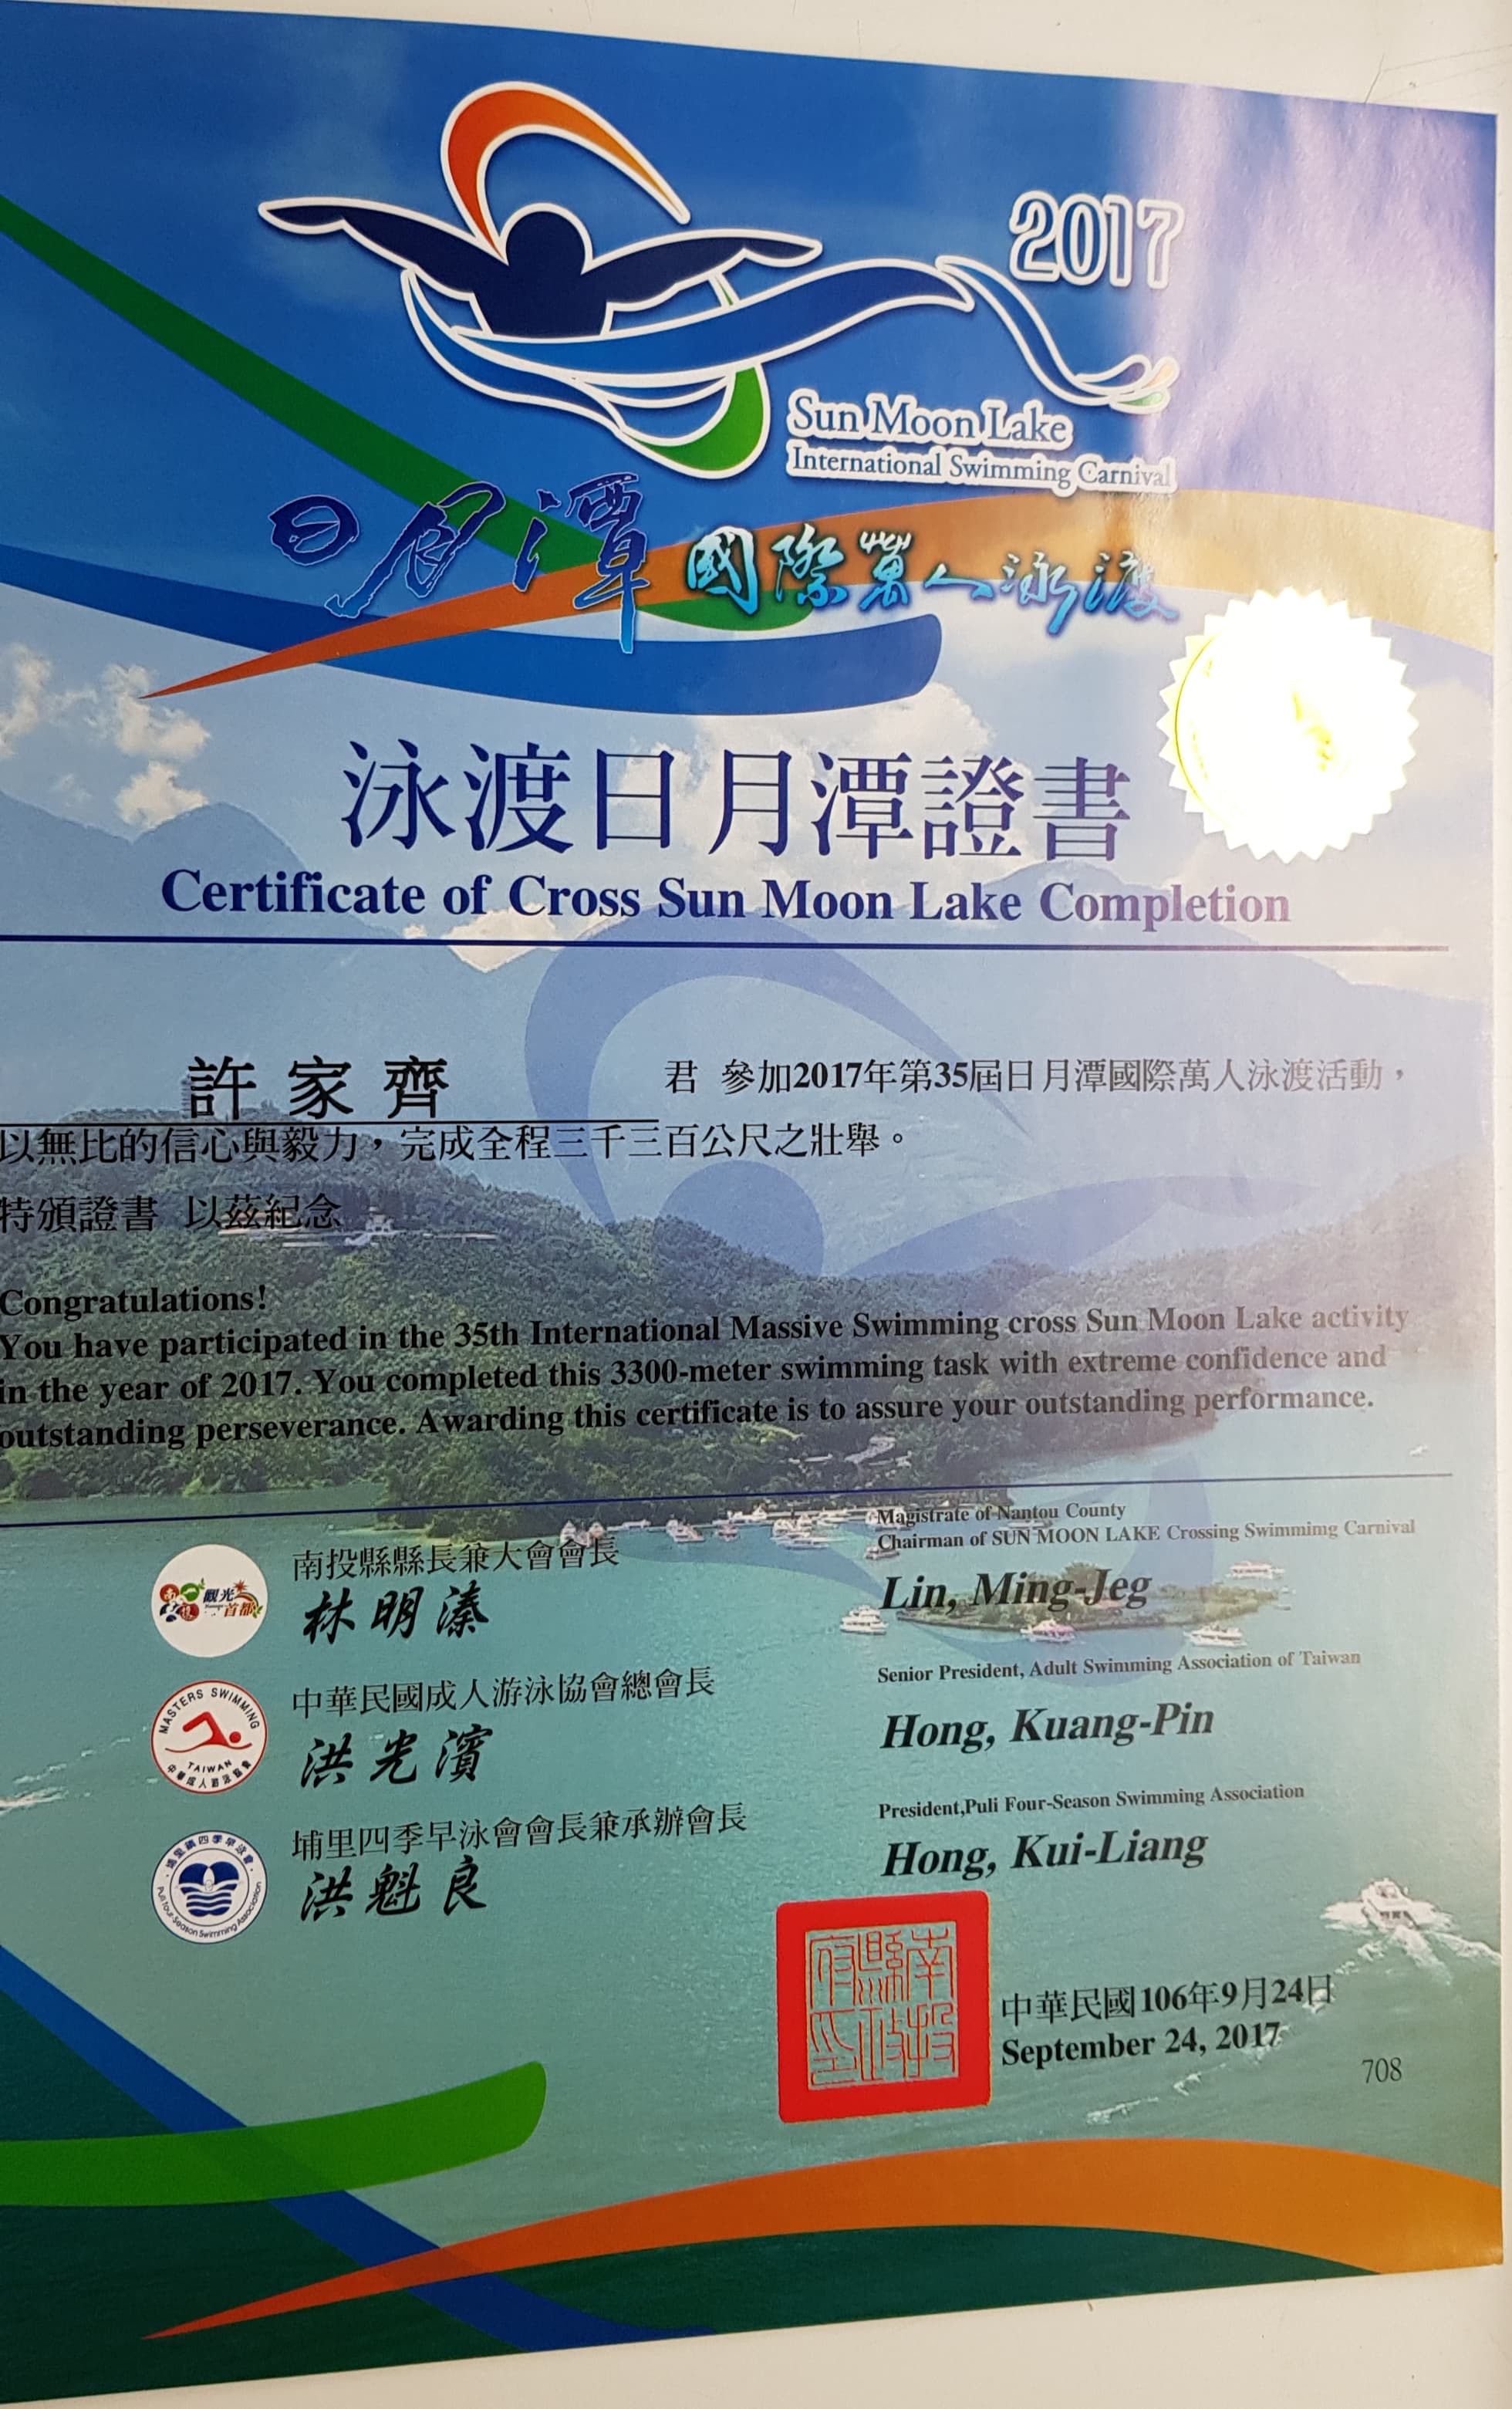 2017
Sun Moon Lake
International Swimming Carnival
日月潭 國際萬人泳渡
泳渡日月潭證書
Certificate of Cross Sun Moon Lake Completion
許家齊 君 參加2017年第35屆日月潭國際萬人泳渡活動，
以無比的信心與毅力，完成全程三千三百公尺之壯舉。
特頒證書 以茲紀念
Congratulations!
You have participated in the 35th International Massive Swimming cross Sun Moon Lake activity
in the year of 2017. You completed this 3300-meter swimming task with extreme confidence and
outstanding perseverance. Awarding this certificate is to assure your outstanding performance.
觀光
首都
南投縣縣長兼大會會長
林明溱
Magistrate of Nantou County
Chairman of SUN MOON LAKE Crossing Swimmimg Carnival
Lin, Ming-Jeg
MASTERS SWIMMING
TAIWAN
中華成人游泳協會
中華民國成人游泳協會總會長
洪光濱
Senior President, Adult Swimming Association of Taiwan
Hong, Kuang-Pin
埔里鎮四季早泳會
Puli Four-Season Swimming Association
埔里四季早泳會會長兼承辦會長
洪魁良
President,Puli Four-Season Swimming Association
Hong, Kui-Liang
南投縣政府印
中華民國106年9月24日
September 24, 2017
708